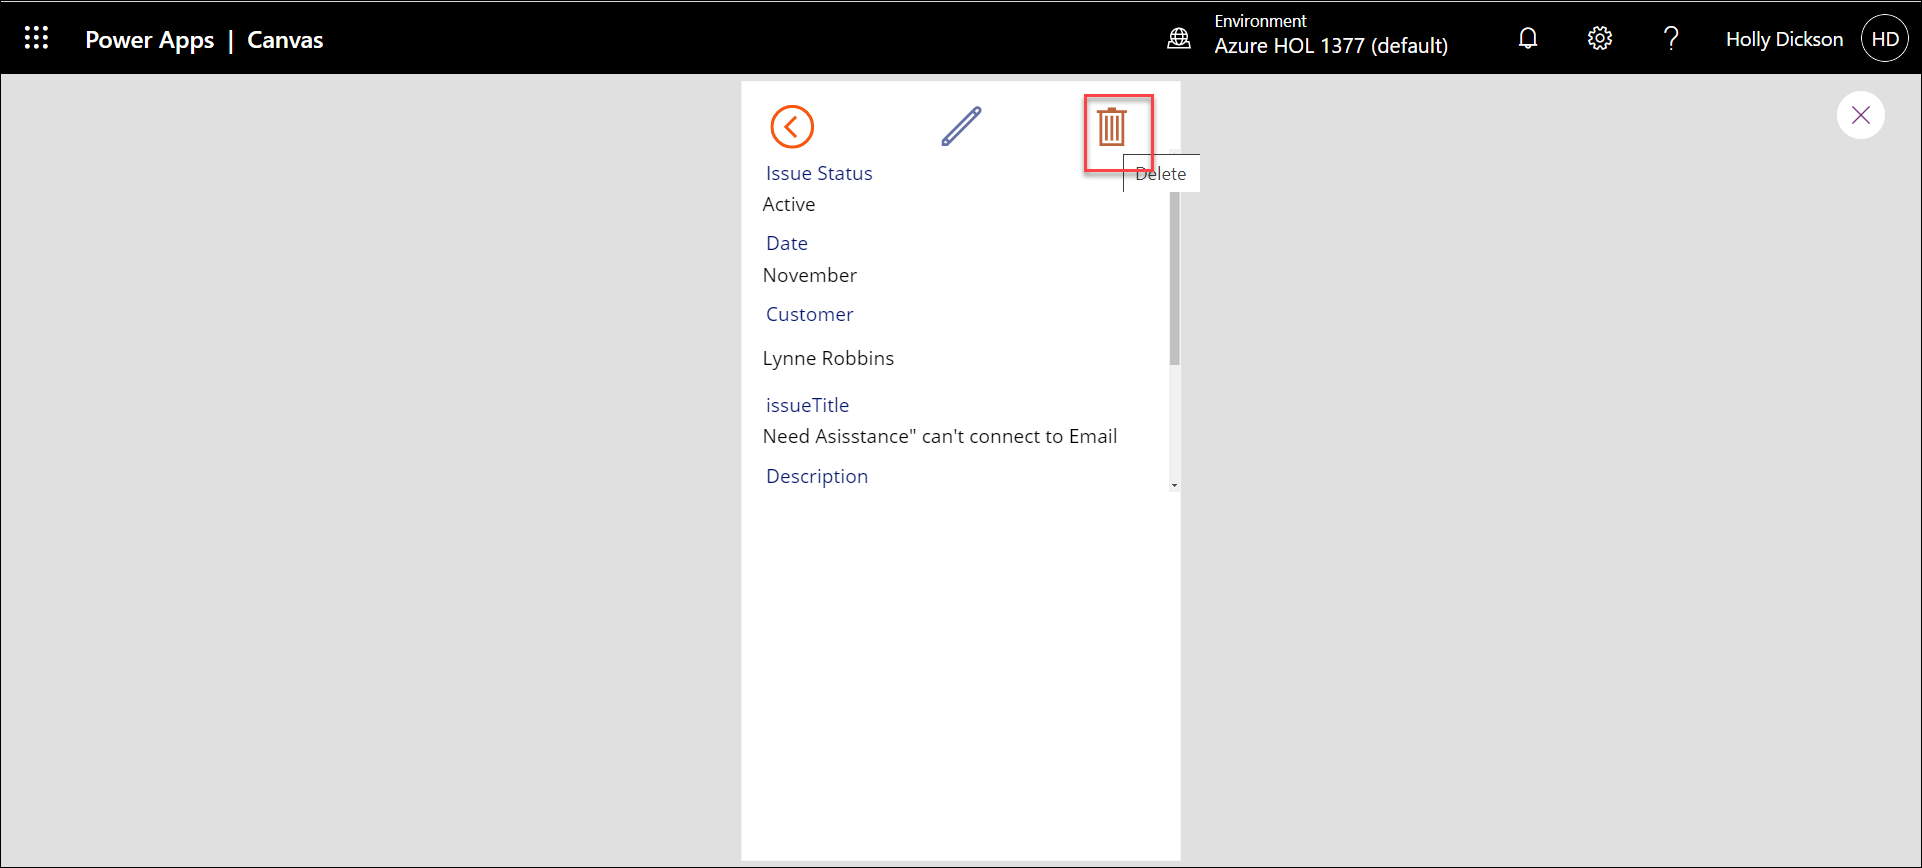 Power Apps | Canvas
Environment
Azure HOL 1377 (default)
Holly Dickson
HD
Delete
Issue Status
Active
Date
November
Customer
Lynne Robbins
issueTitle
Need Asisstance" can't connect to Email
Description